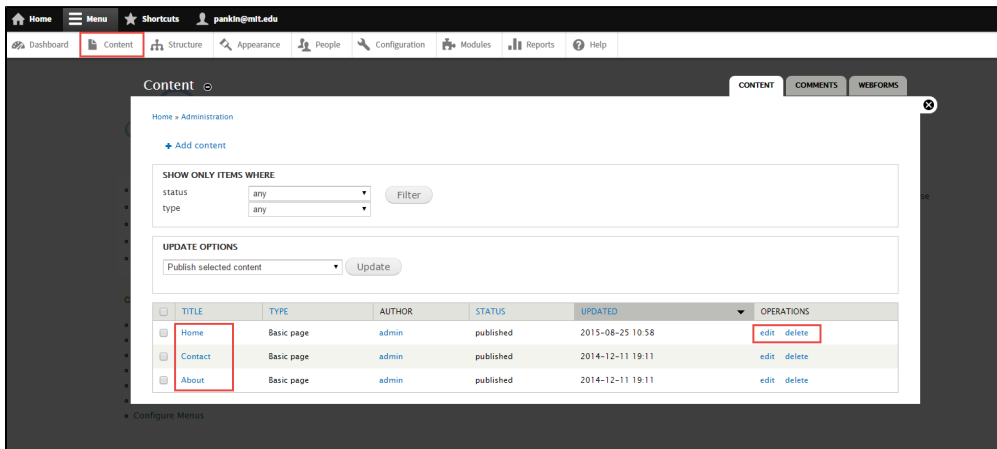 Home Menu Shortcuts pankin@mit.edu
Dashboard Content Structure Appearance People Configuration Modules Reports Help
Content CONTENT COMMENTS WEBFORMS
Home » Administration
+ Add content
SHOW ONLY ITEMS WHERE
status any Filter
type any
se
UPDATE OPTIONS
Publish selected content Update
TITLE TYPE AUTHOR STATUS UPDATED OPERATIONS
Home Basic page admin published 2015-08-25 10:58 edit delete
Contact Basic page admin published 2014-12-11 19:11 edit delete
About Basic page admin published 2014-12-11 19:11 edit delete
Configure Menus